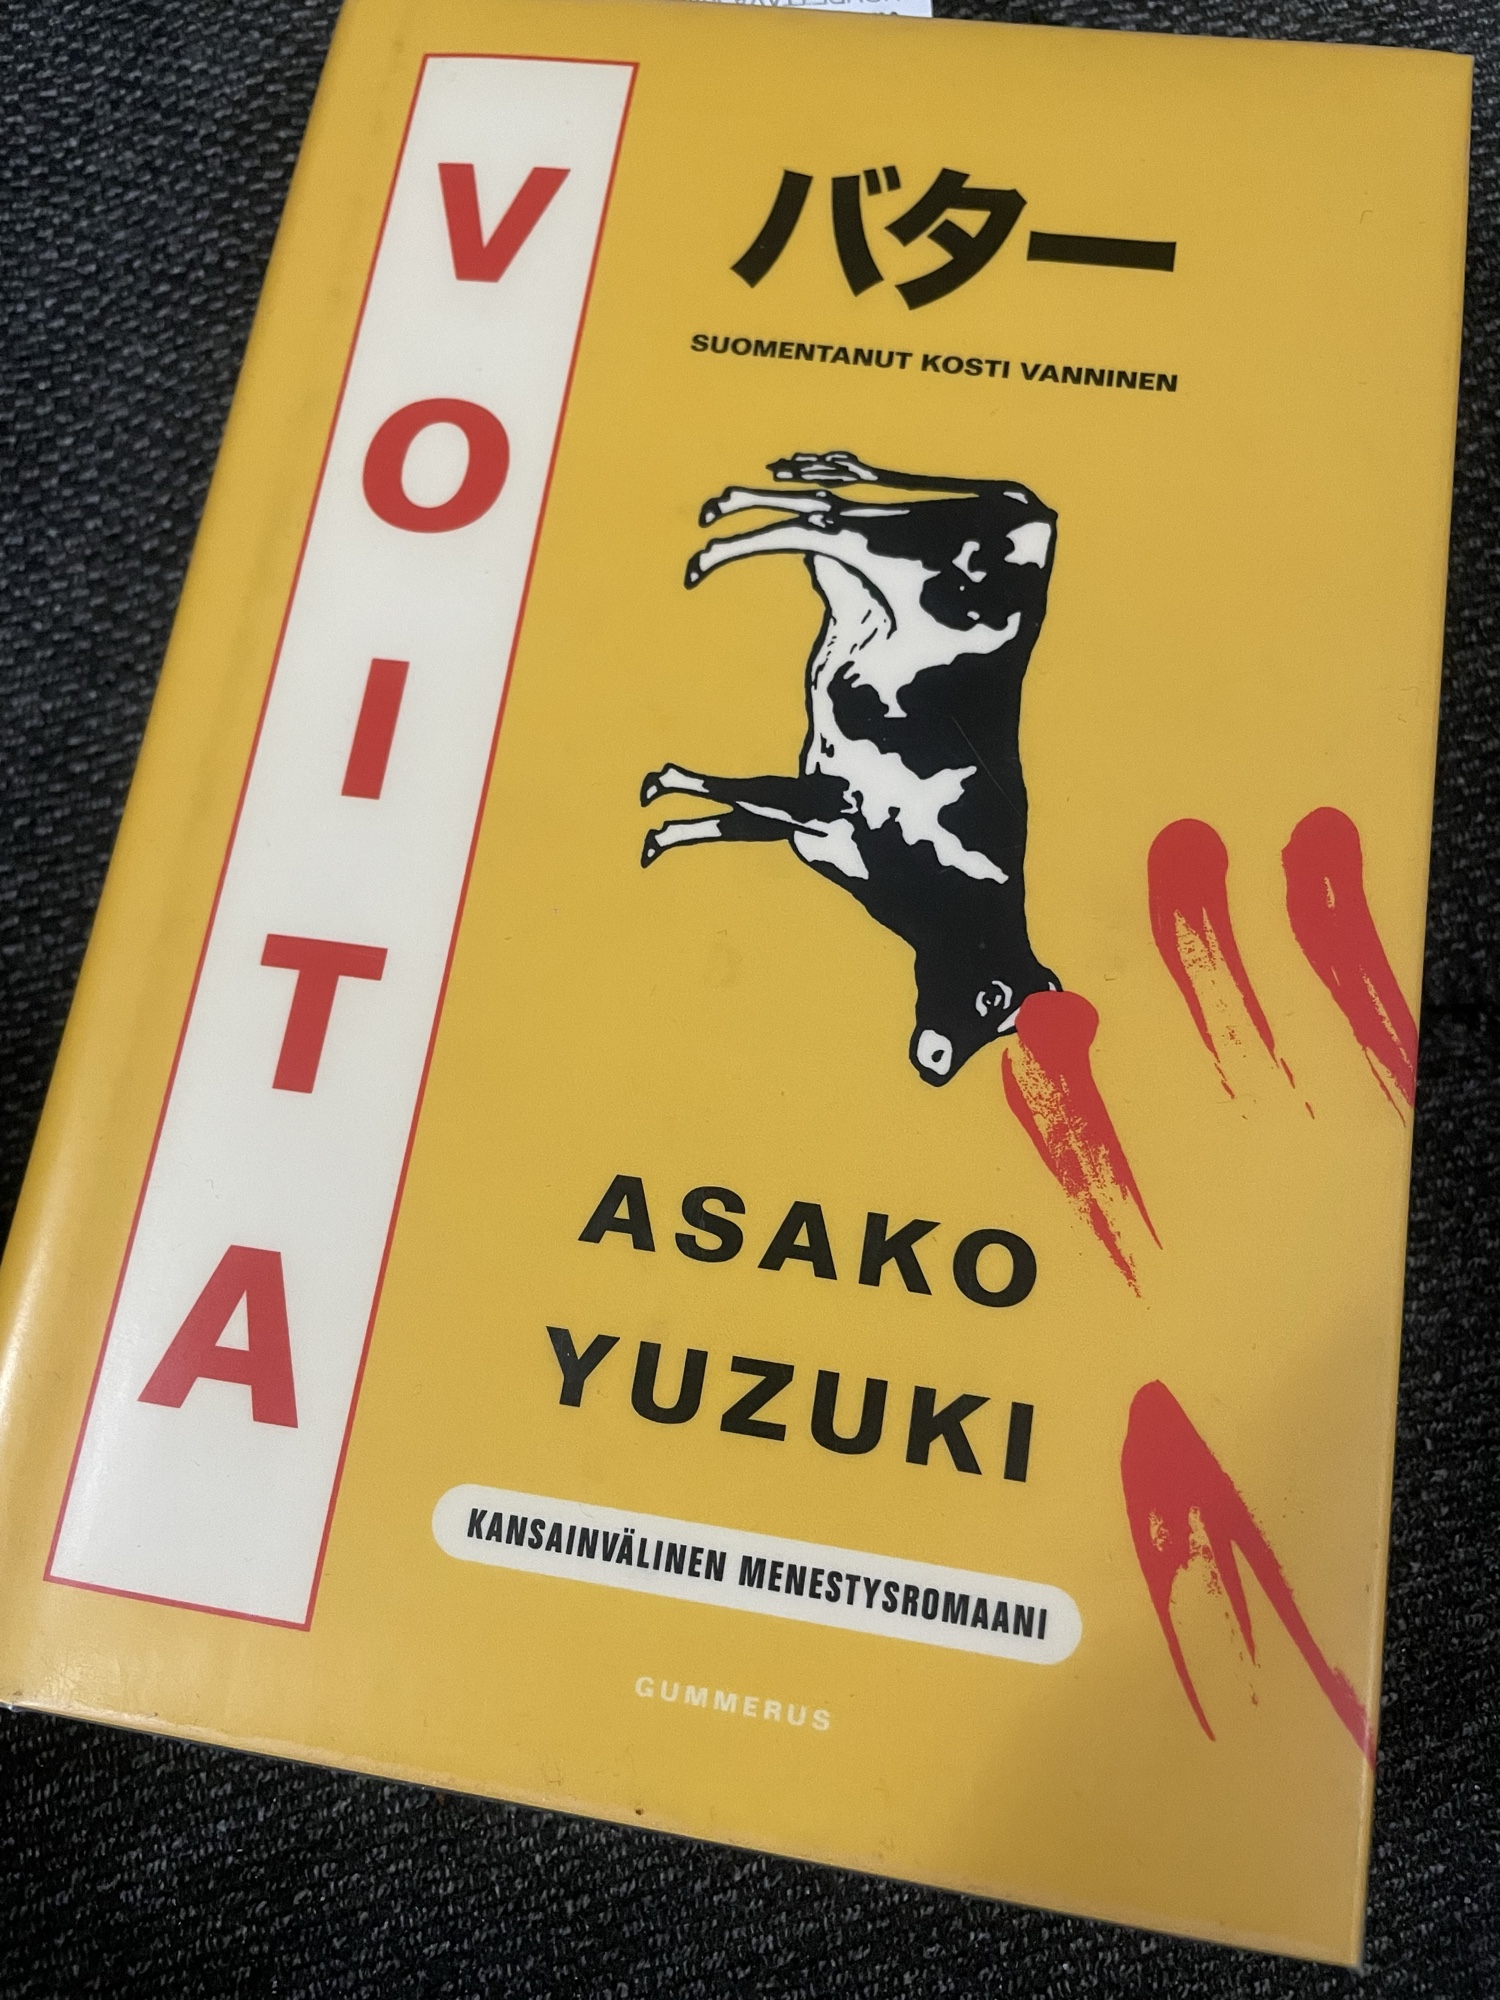 VOITA
バター
SUOMENTANUT KOSTI VANNINEN
ASAKO
YUZUKI
KANSAINVÄLINEN MENESTYSROMAANI
GUMMERUS